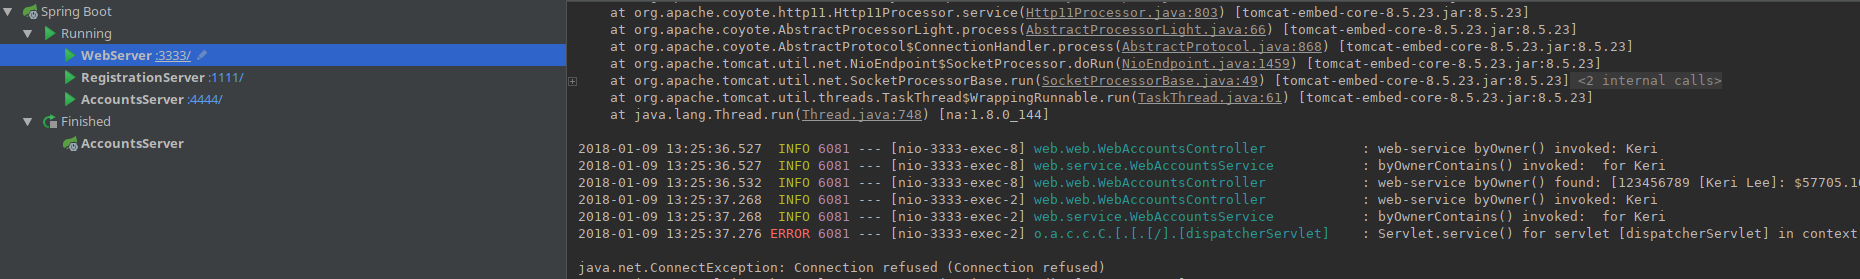 Spring Boot
Running
WebServer :3333/
RegistrationServer :1111/
AccountsServer :4444/
Finished
AccountsServer
at org.apache.coyote.http11.Http11Processor.service(Http11Processor.java:803) [tomcat-embed-core-8.5.23.jar:8.5.23]
at org.apache.coyote.AbstractProcessorLight.process(AbstractProcessorLight.java:66) [tomcat-embed-core-8.5.23.jar:8.5.23]
at org.apache.coyote.AbstractProtocol$ConnectionHandler.process(AbstractProtocol.java:868) [tomcat-embed-core-8.5.23.jar:8.5.23]
at org.apache.tomcat.util.net.NioEndpoint$SocketProcessor.doRun(NioEndpoint.java:1459) [tomcat-embed-core-8.5.23.jar:8.5.23]
at org.apache.tomcat.util.net.SocketProcessorBase.run(SocketProcessorBase.java:49) [tomcat-embed-core-8.5.23.jar:8.5.23] <2 internal calls>
at org.apache.tomcat.util.threads.TaskThread$WrappingRunnable.run(TaskThread.java:61) [tomcat-embed-core-8.5.23.jar:8.5.23]
at java.lang.Thread.run(Thread.java:748) [na:1.8.0_144]
2018-01-09 13:25:36.527 INFO 6081 --- [nio-3333-exec-8] web.web.WebAccountsController : web-service byOwner() invoked: Keri
2018-01-09 13:25:36.527 INFO 6081 --- [nio-3333-exec-8] web.service.WebAccountsService : byOwnerContains() invoked: for Keri
2018-01-09 13:25:36.532 INFO 6081 --- [nio-3333-exec-8] web.web.WebAccountsController : web-service byOwner() found: [123456789 [Keri Lee]: $57705.1
2018-01-09 13:25:37.268 INFO 6081 --- [nio-3333-exec-2] web.web.WebAccountsController : web-service byOwner() invoked: Keri
2018-01-09 13:25:37.268 INFO 6081 --- [nio-3333-exec-2] web.service.WebAccountsService : byOwnerContains() invoked: for Keri
2018-01-09 13:25:37.276 ERROR 6081 --- [nio-3333-exec-2] o.a.c.c.C.[.[.[/].[dispatcherServlet] : Servlet.service() for servlet [dispatcherServlet] in context
java.net.ConnectException: Connection refused (Connection refused)